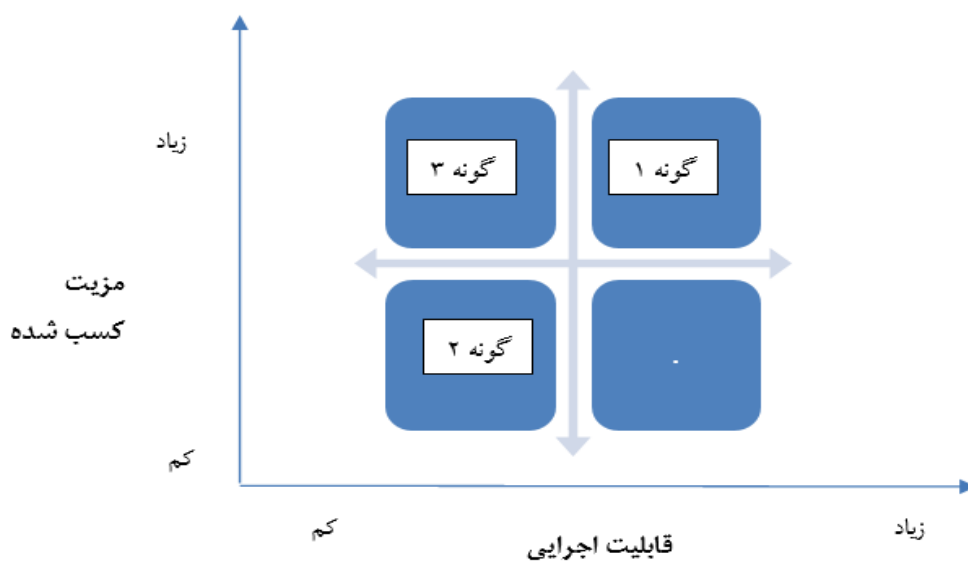 زیاد
گونه ۳
گونه ۱
مزیت
کسب شده
گونه ۲
-
کم
کم
زیاد
قابلیت اجرایی